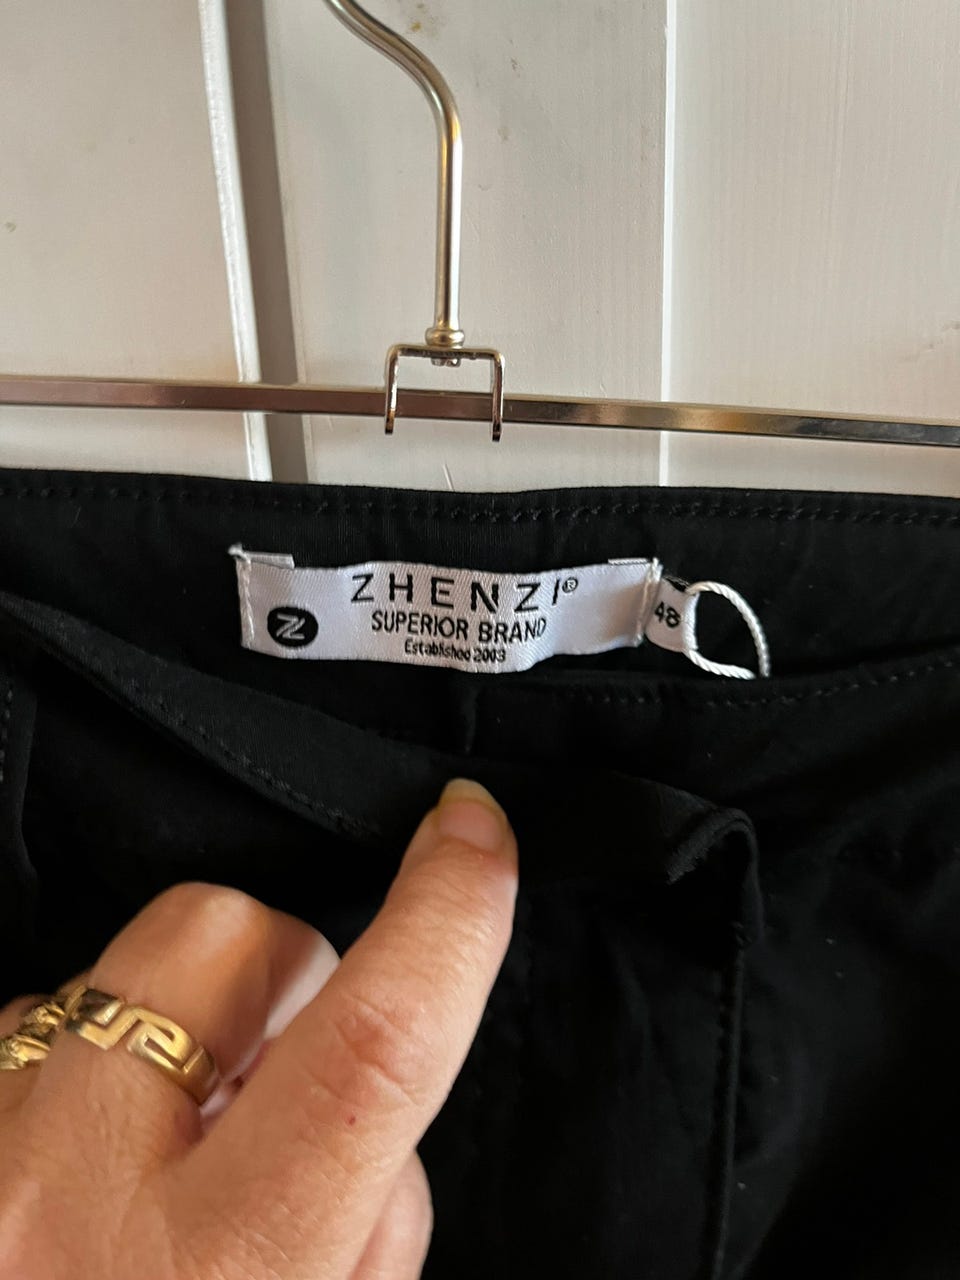 ZHENZI®
SUPERIOR BRAND
Established 2003
Z
48